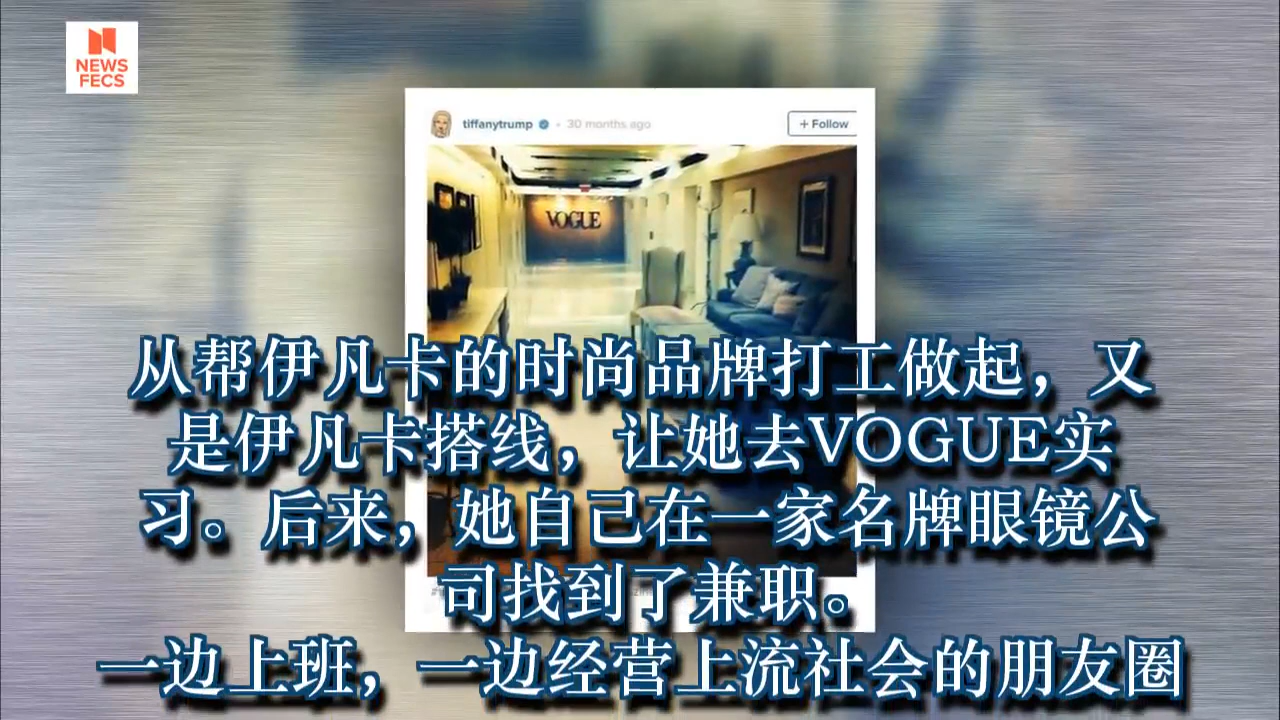 NEWS
FECS
tiffanytrump • 30 months ago
+ Follow
VOGUE
从帮伊凡卡的时尚品牌打工做起，又
是伊凡卡搭线，让她去VOGUE实
习。后来，她自己在一家名牌眼镜公
司找到了兼职。
一边上班，一边经营上流社会的朋友圈